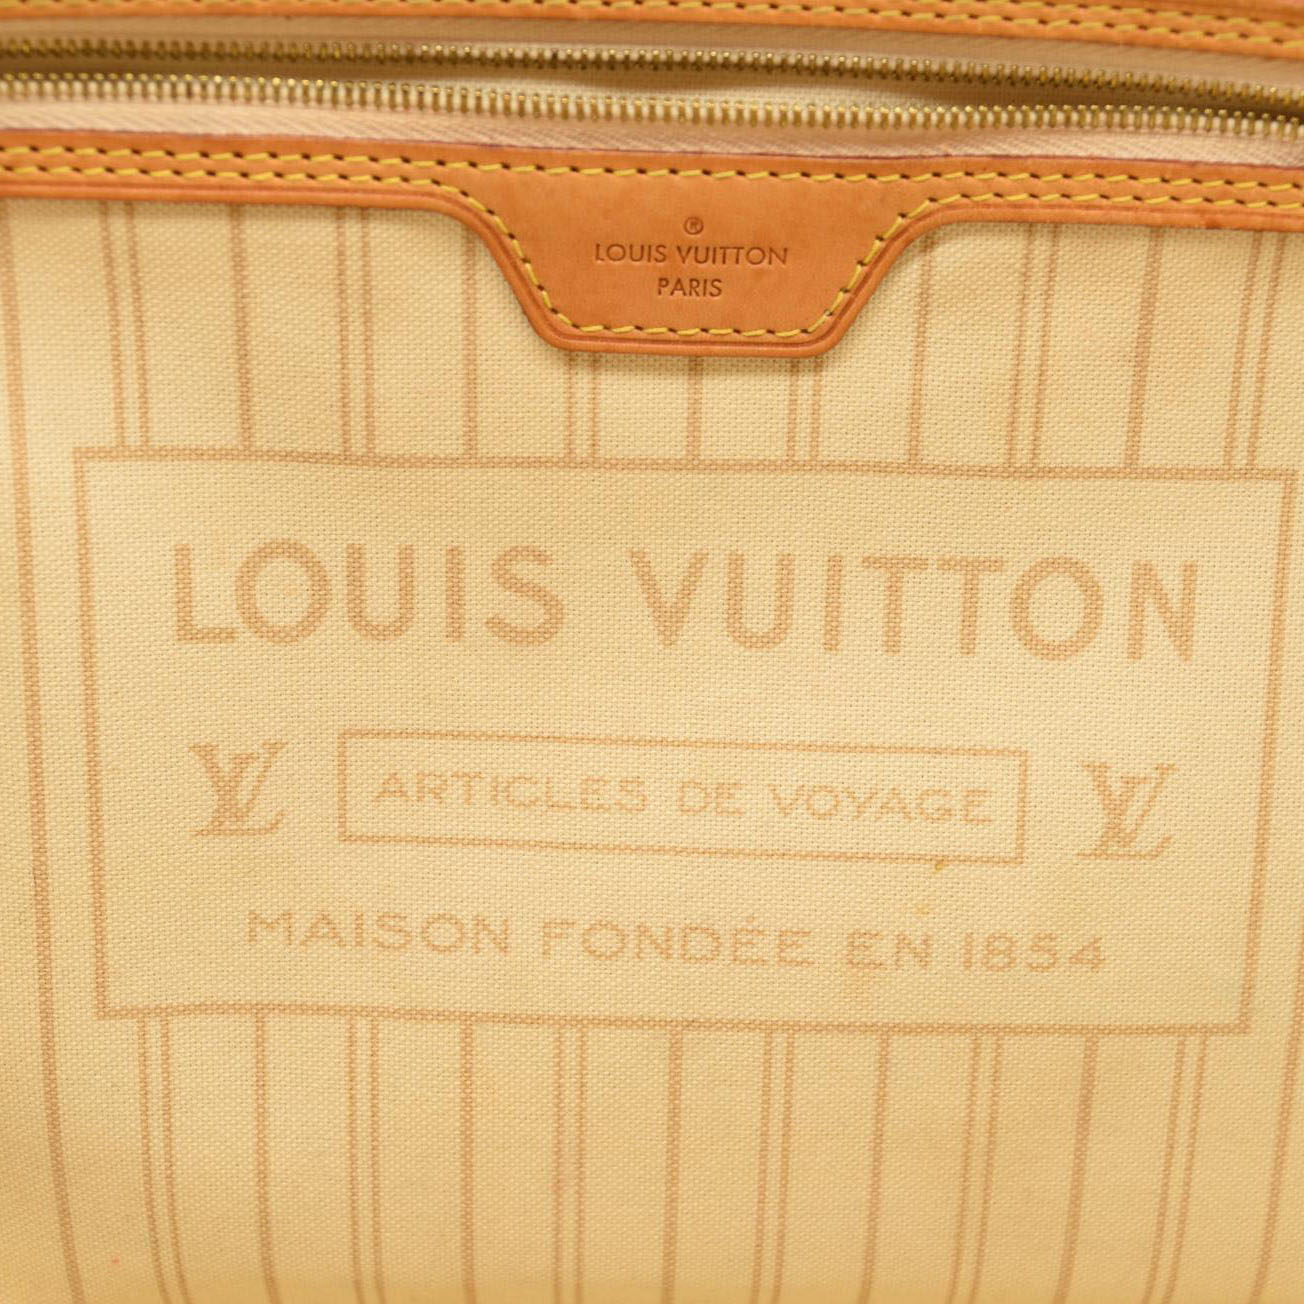 ®
LOUIS VUITTON
PARIS
LOUIS VUITTON
LV ARTICLES DE VOYAGE LV
MAISON FONDÉE EN 1854